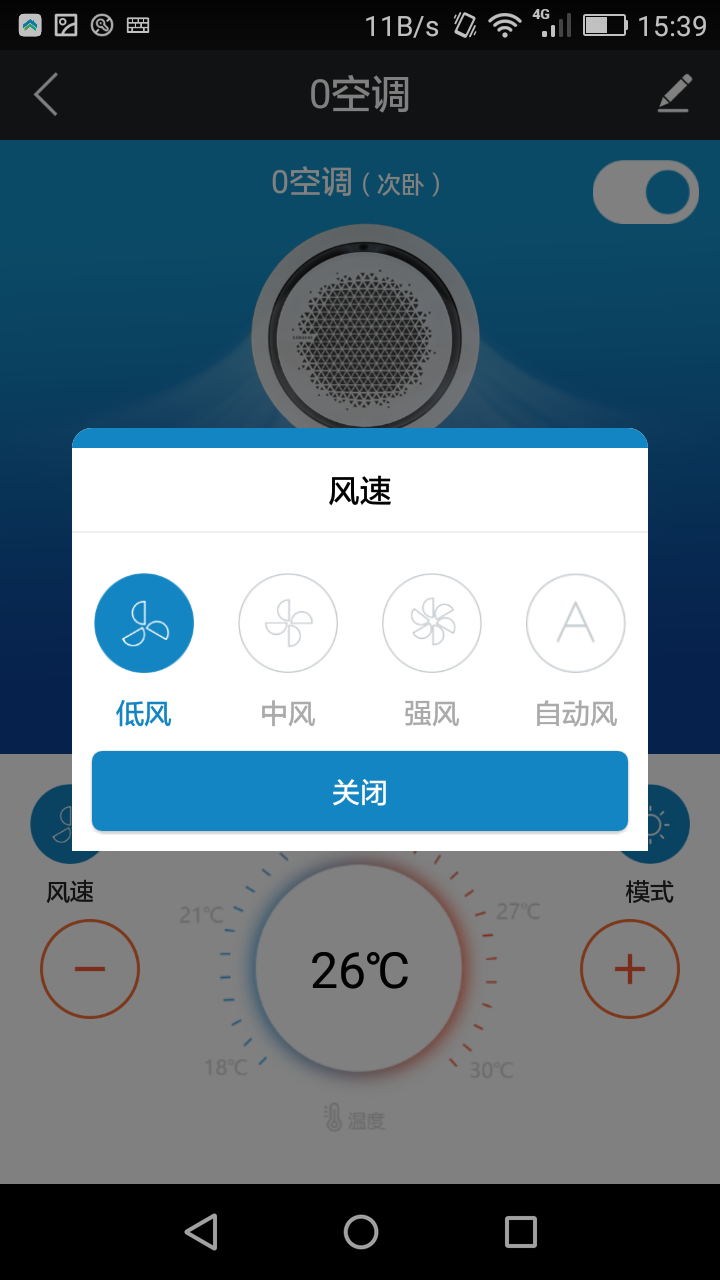 11B/s 4G 15:39
0空调
0空调（次卧）
风速
低风 中风 强风 自动风
关闭
风速 模式
21℃ 27℃
26℃
18℃ 30℃
温度